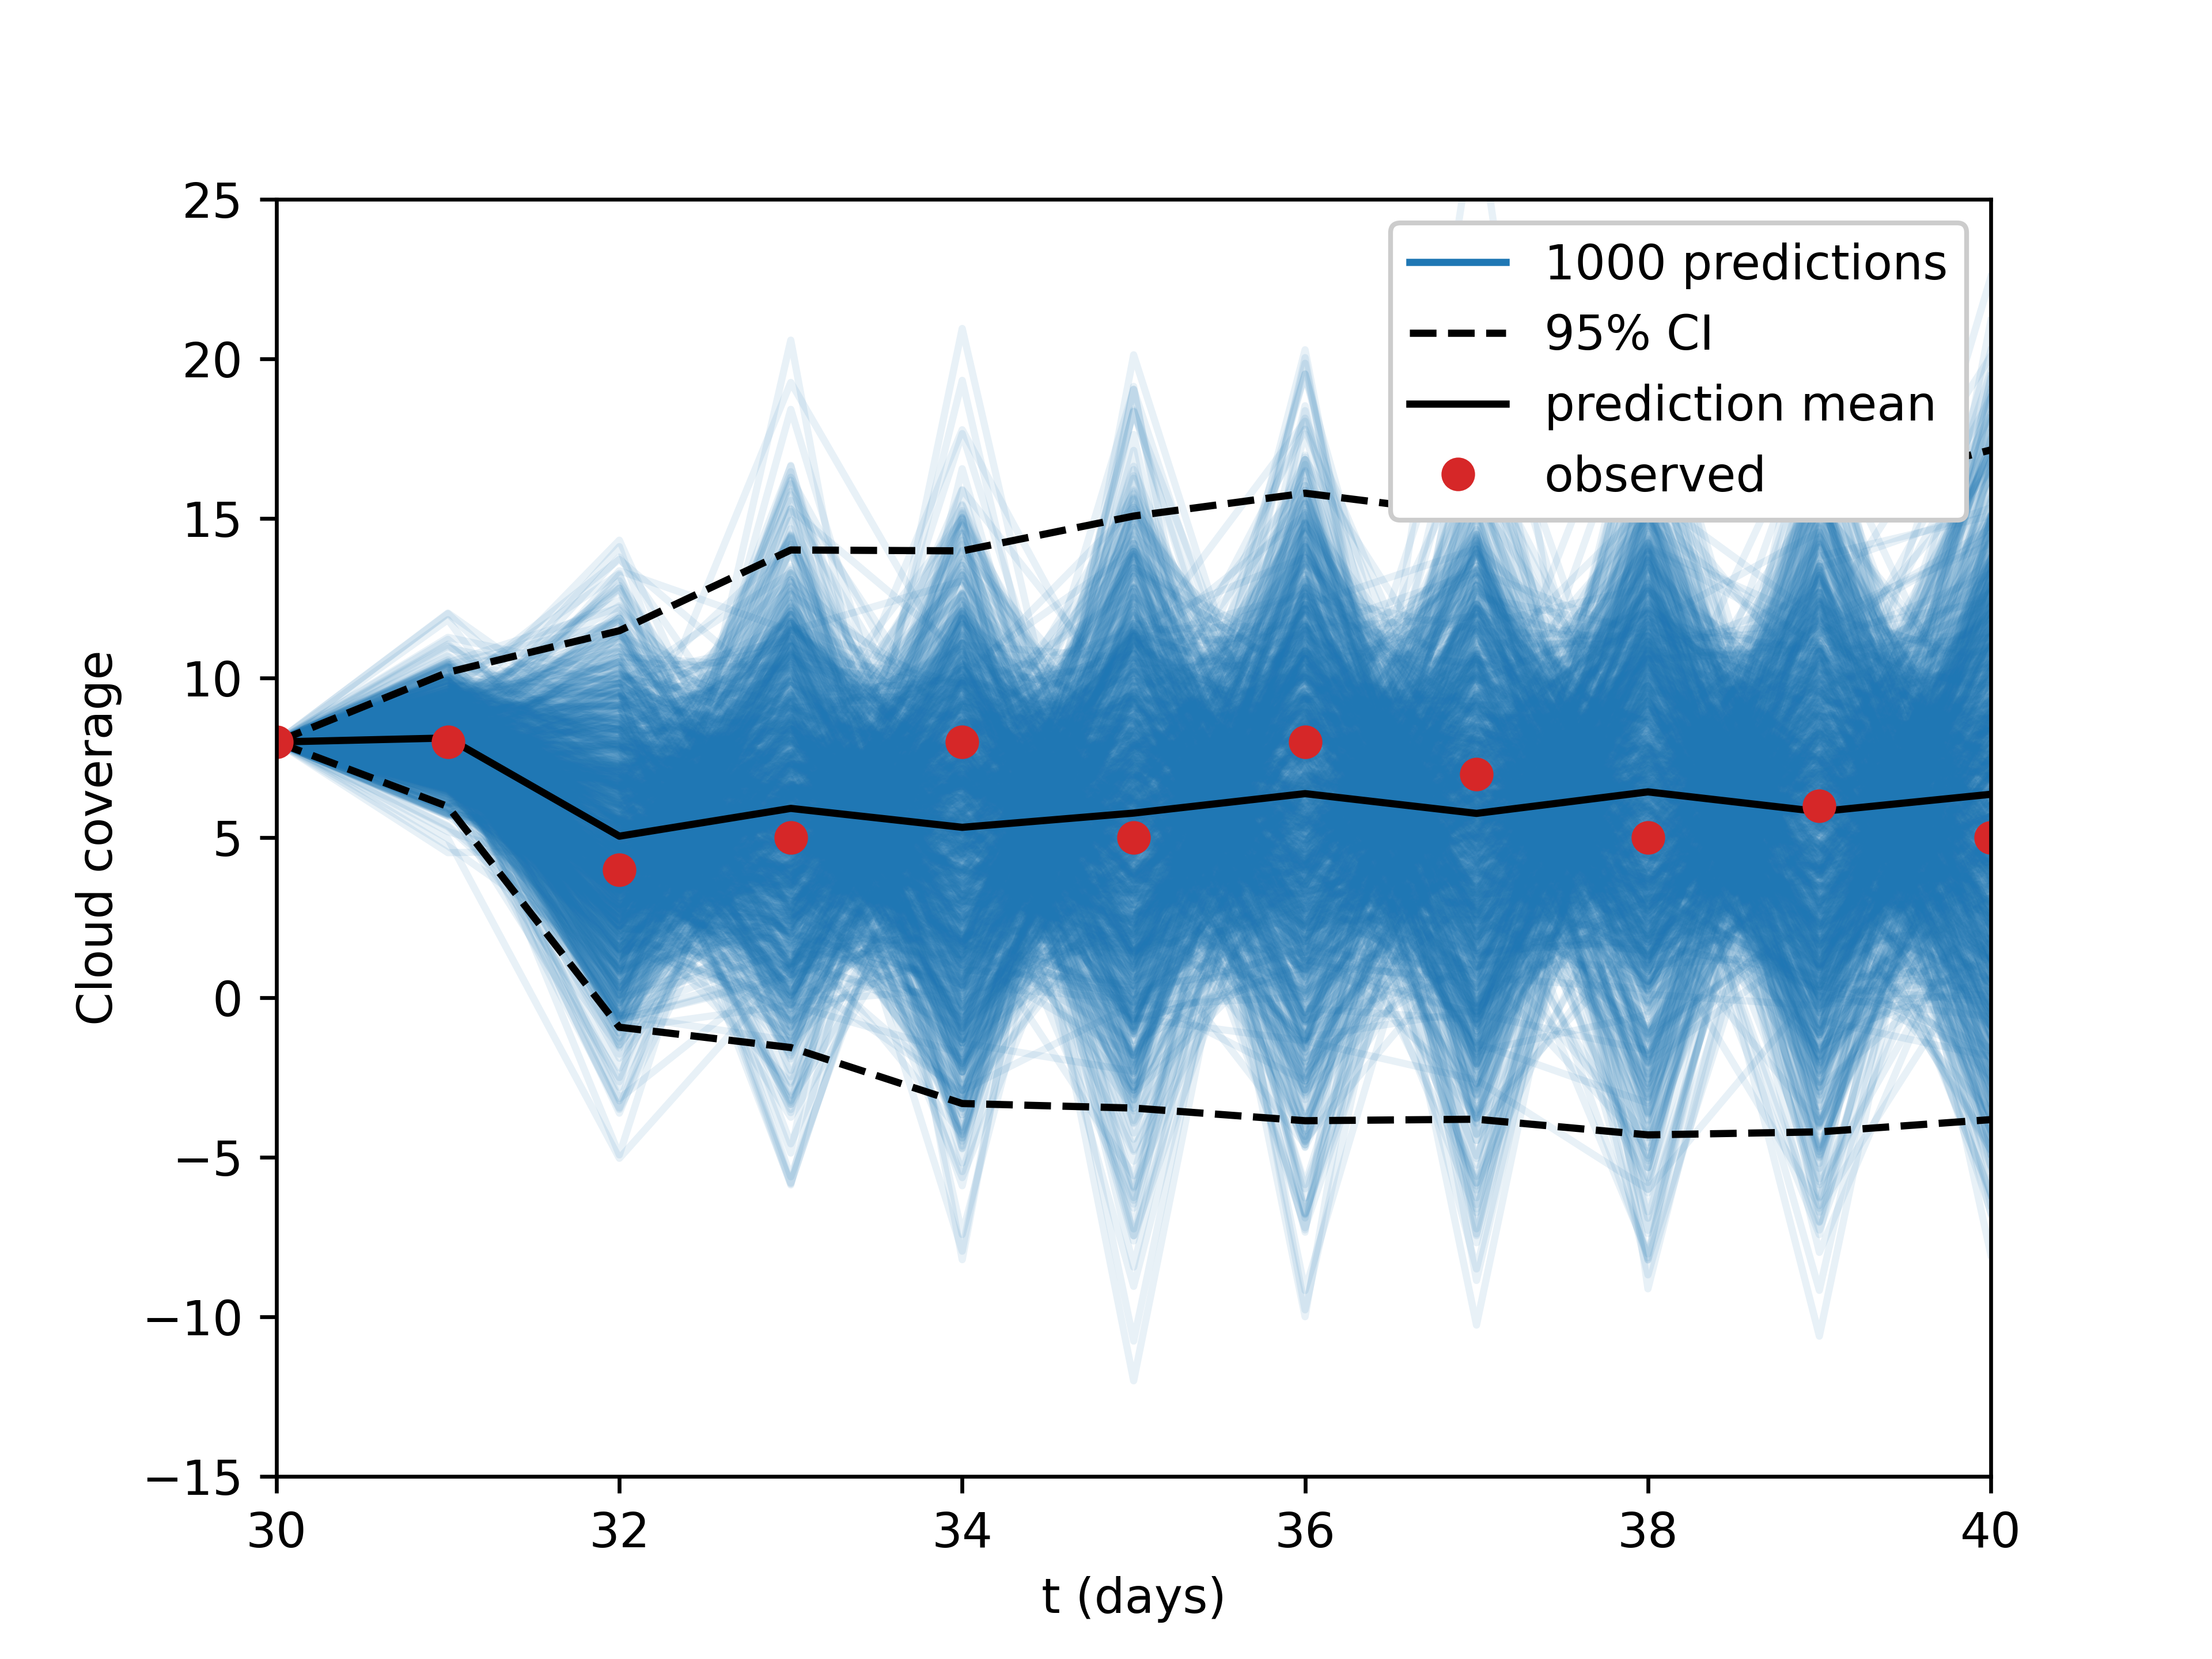 25
20
15
10
5
0
−5
−10
−15
Cloud coverage
1000 predictions
95% CI
prediction mean
observed
30 32 34 36 38 40
t (days)